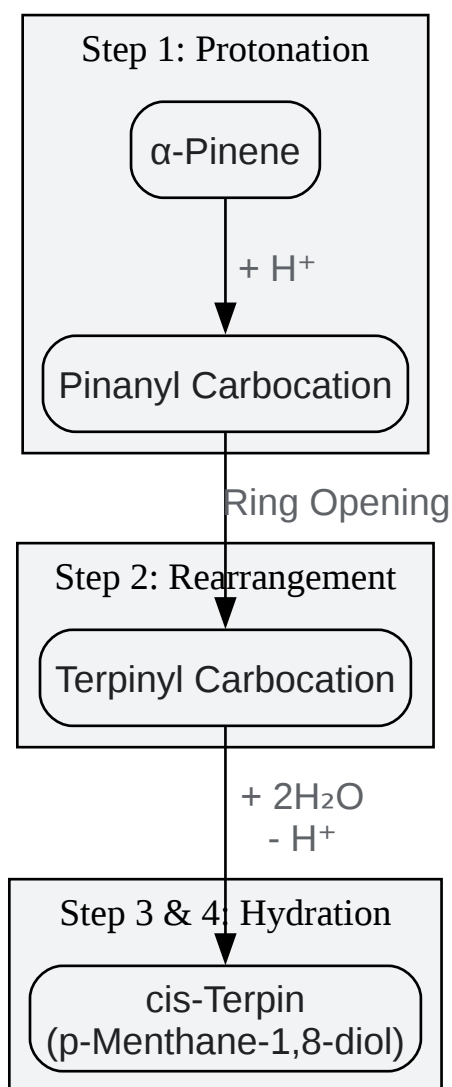 Step 1: Protonation
α-Pinene
+ H⁺
Pinanyl Carbocation
Ring Opening
Step 2: Rearrangement
Terpinyl Carbocation
+ 2H₂O
- H⁺
Step 3 & 4: Hydration
cis-Terpin
(p-Menthane-1,8-diol)